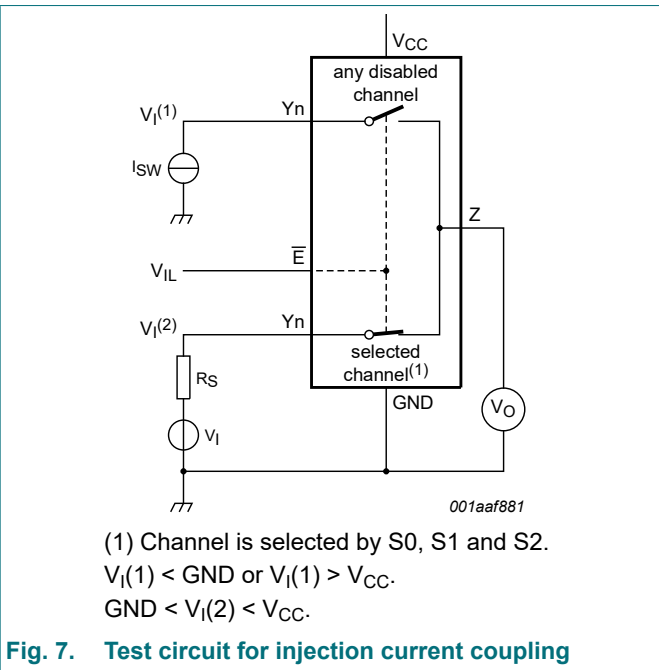 VCC
any disabled
channel
VI(1)
Yn
ISW
Z
E
VIL
VI(2)
Yn
selected
channel(1)
RS
GND
VO
VI
001aaf881
(1) Channel is selected by S0, S1 and S2.
VI(1) < GND or VI(1) > VCC.
GND < VI(2) < VCC.
Fig. 7. Test circuit for injection current coupling